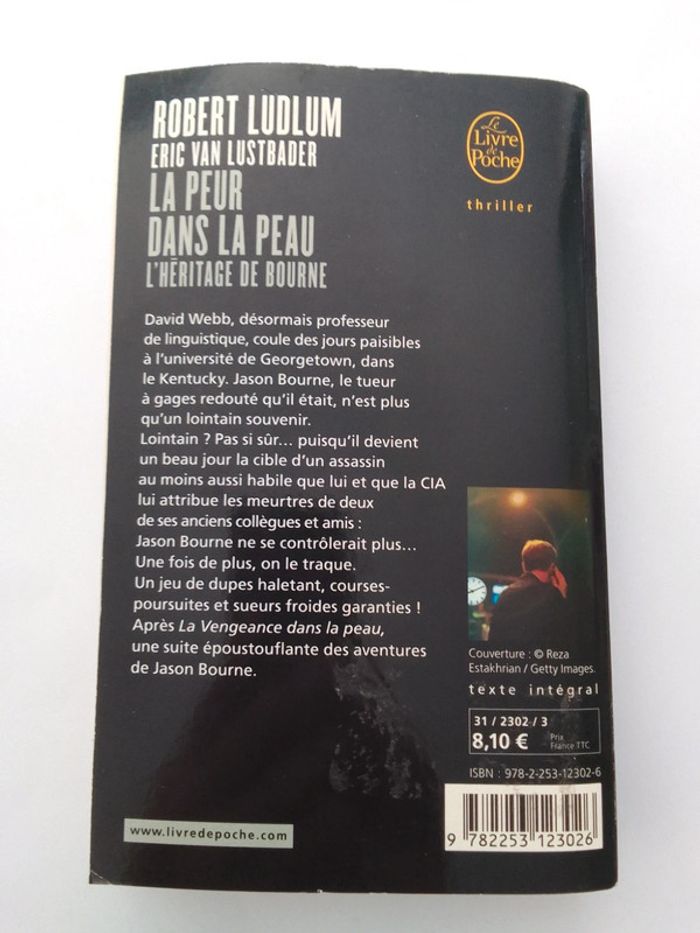 ROBERT LUDLUM
ERIC VAN LUSTBADER
LA PEUR
DANS LA PEAU
L'HÉRITAGE DE BOURNE
Le
Livre
de
Poche
thriller
David Webb, désormais professeur
de linguistique, coule des jours paisibles
à l'université de Georgetown, dans
le Kentucky. Jason Bourne, le tueur
à gages redouté qu'il était, n'est plus
qu'un lointain souvenir.
Lointain ? Pas si sûr... puisqu'il devient
un beau jour la cible d'un assassin
au moins aussi habile que lui et que la CIA
lui attribue les meurtres de deux
de ses anciens collègues et amis :
Jason Bourne ne se contrôlerait plus...
Une fois de plus, on le traque.
Un jeu de dupes haletant, courses-
poursuites et sueurs froides garanties !
Après La Vengeance dans la peau,
une suite époustouflante des aventures
de Jason Bourne.
Couverture : © Reza
Estakhrian / Getty Images.
texte intégral
31 / 2302 / 3
8,10 € Prix
France TTC
ISBN : 978-2-253-12302-6
9 782253 123026
www.livredepoche.com